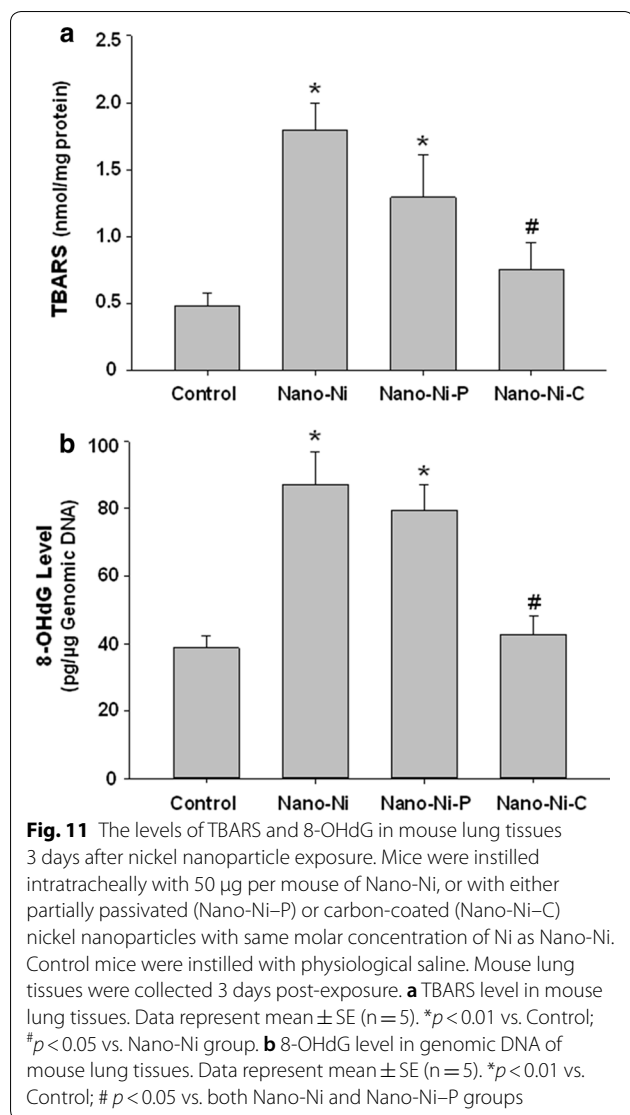 a
TBARS (nmol/mg protein)
2.5
2.0
1.5
1.0
0.5
0
*
*
#
Control Nano-Ni Nano-Ni-P Nano-Ni-C
b
8-OHdG Level
(pg/µg Genomic DNA)
100
80
60
40
20
0
*
*
#
Control Nano-Ni Nano-Ni-P Nano-Ni-C
Fig. 11 The levels of TBARS and 8-OHdG in mouse lung tissues
3 days after nickel nanoparticle exposure. Mice were instilled
intratracheally with 50 µg per mouse of Nano-Ni, or with either
partially passivated (Nano-Ni–P) or carbon-coated (Nano-Ni–C)
nickel nanoparticles with same molar concentration of Ni as Nano-Ni.
Control mice were instilled with physiological saline. Mouse lung
tissues were collected 3 days post-exposure. a TBARS level in mouse
lung tissues. Data represent mean ± SE (n = 5). *p < 0.01 vs. Control;
#p < 0.05 vs. Nano-Ni group. b 8-OHdG level in genomic DNA of
mouse lung tissues. Data represent mean ± SE (n = 5). *p < 0.01 vs.
Control; # p < 0.05 vs. both Nano-Ni and Nano-Ni–P groups